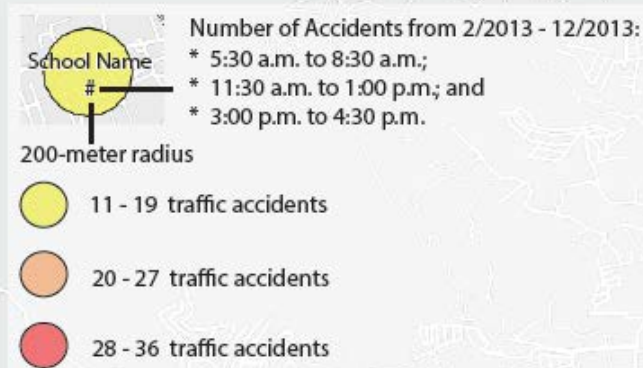 Number of Accidents from 2/2013 - 12/2013:
School Name
#
* 5:30 a.m. to 8:30 a.m.;
* 11:30 a.m. to 1:00 p.m.; and
* 3:00 p.m. to 4:30 p.m.
200-meter radius
11 - 19 traffic accidents
20 - 27 traffic accidents
28 - 36 traffic accidents